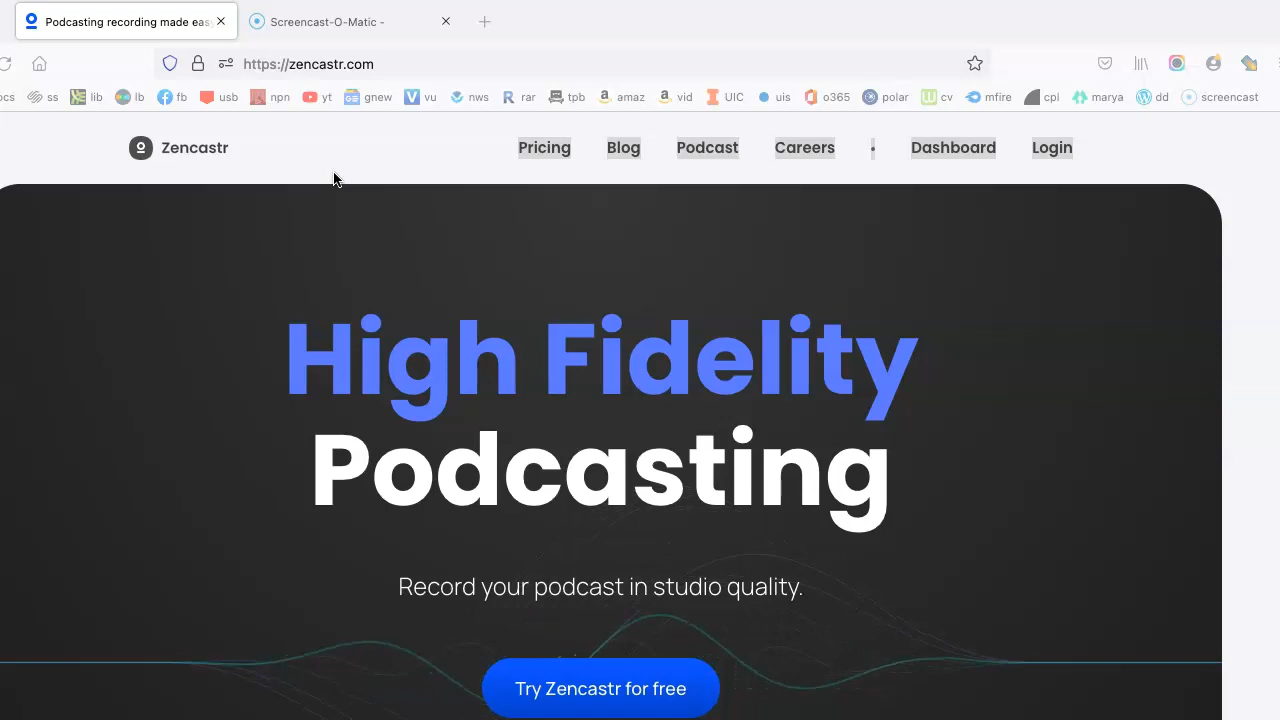 Podcasting recording made eas
Screencast-O-Matic -
https://zencastr.com
ocs ss lib lb fb usb npn yt gnew vu nws rar tpb amaz vid UIC uis o365 polar cv mfire cpl marya dd screencast
Zencastr Pricing Blog Podcast Careers • Dashboard Login
High Fidelity
Podcasting
Record your podcast in studio quality.
Try Zencastr for free